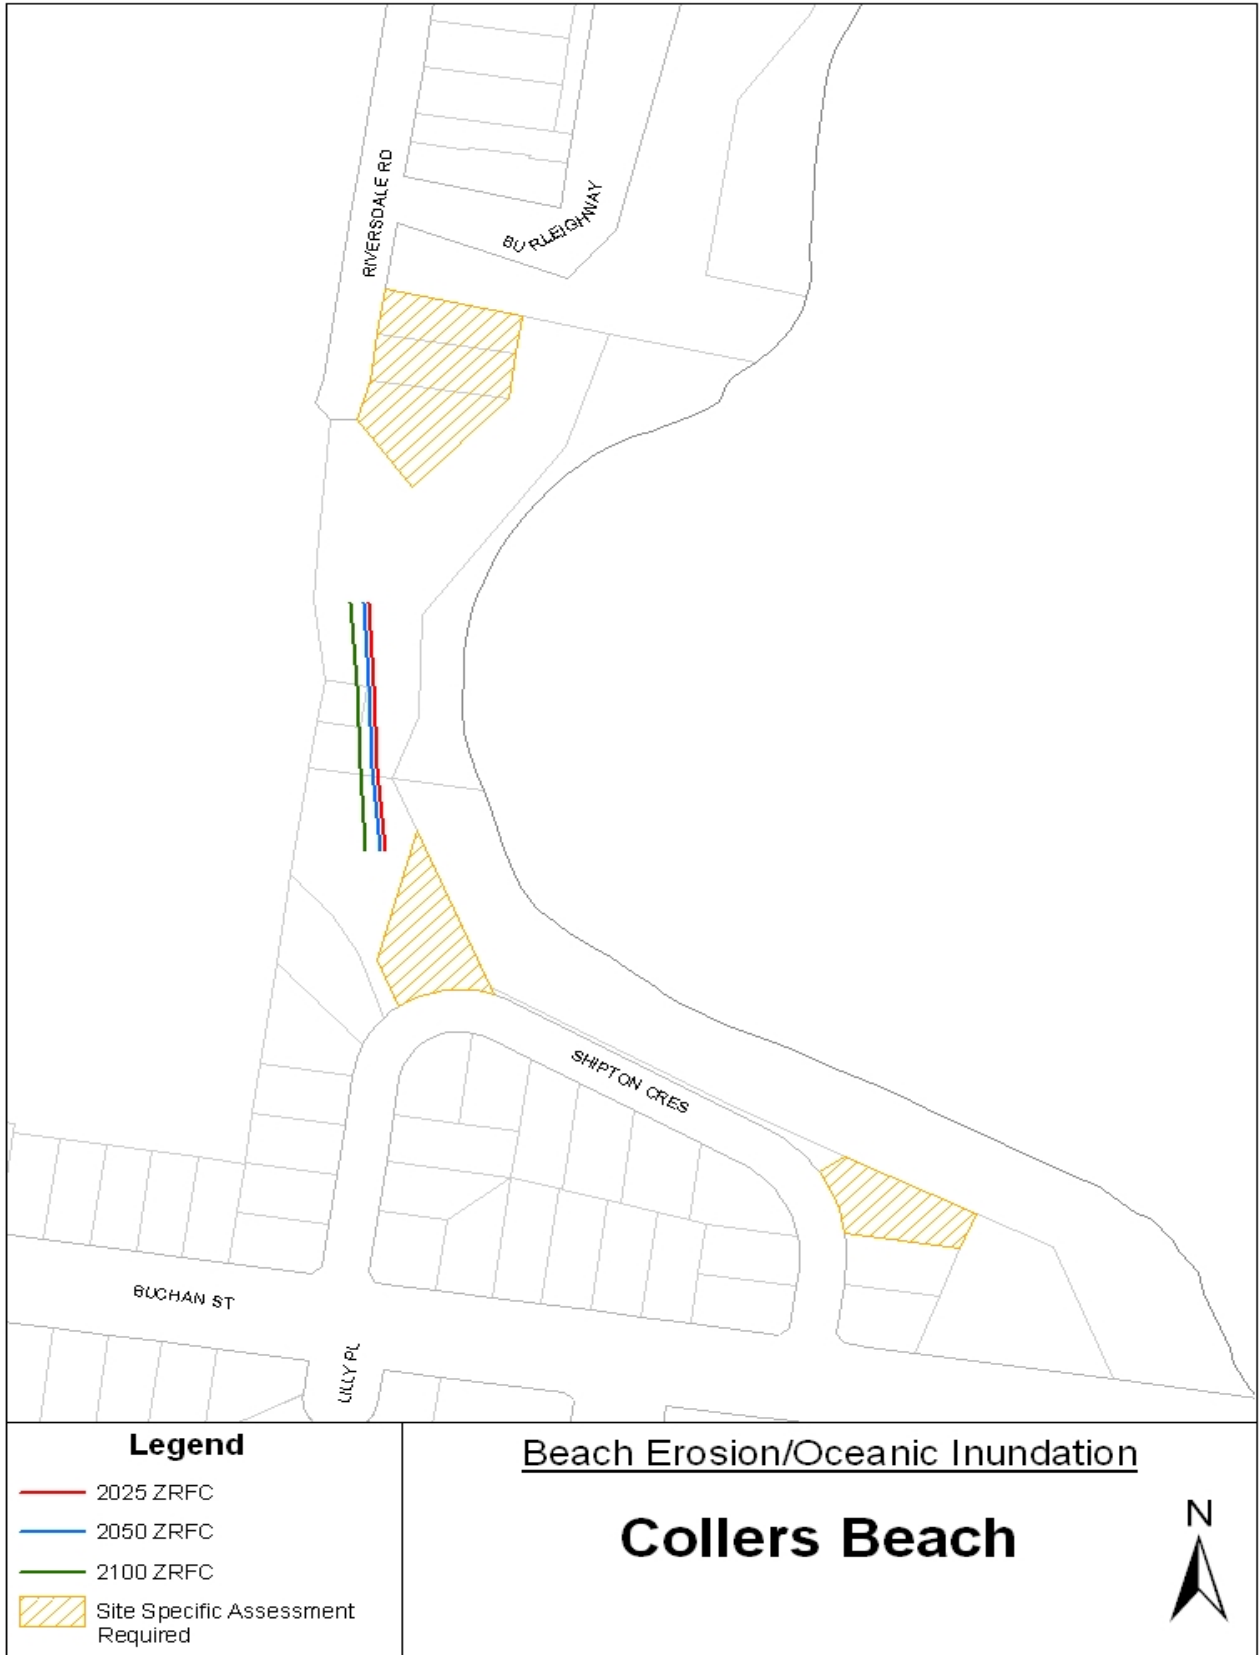 RIVERSDALE RD
BURLEIGH WAY
SHIPTON CRES
BUCHAN ST
LILLY PL
Legend
2025 ZRFC
2050 ZRFC
2100 ZRFC
Site Specific Assessment
Required
Beach Erosion/Oceanic Inundation
Collers Beach
N